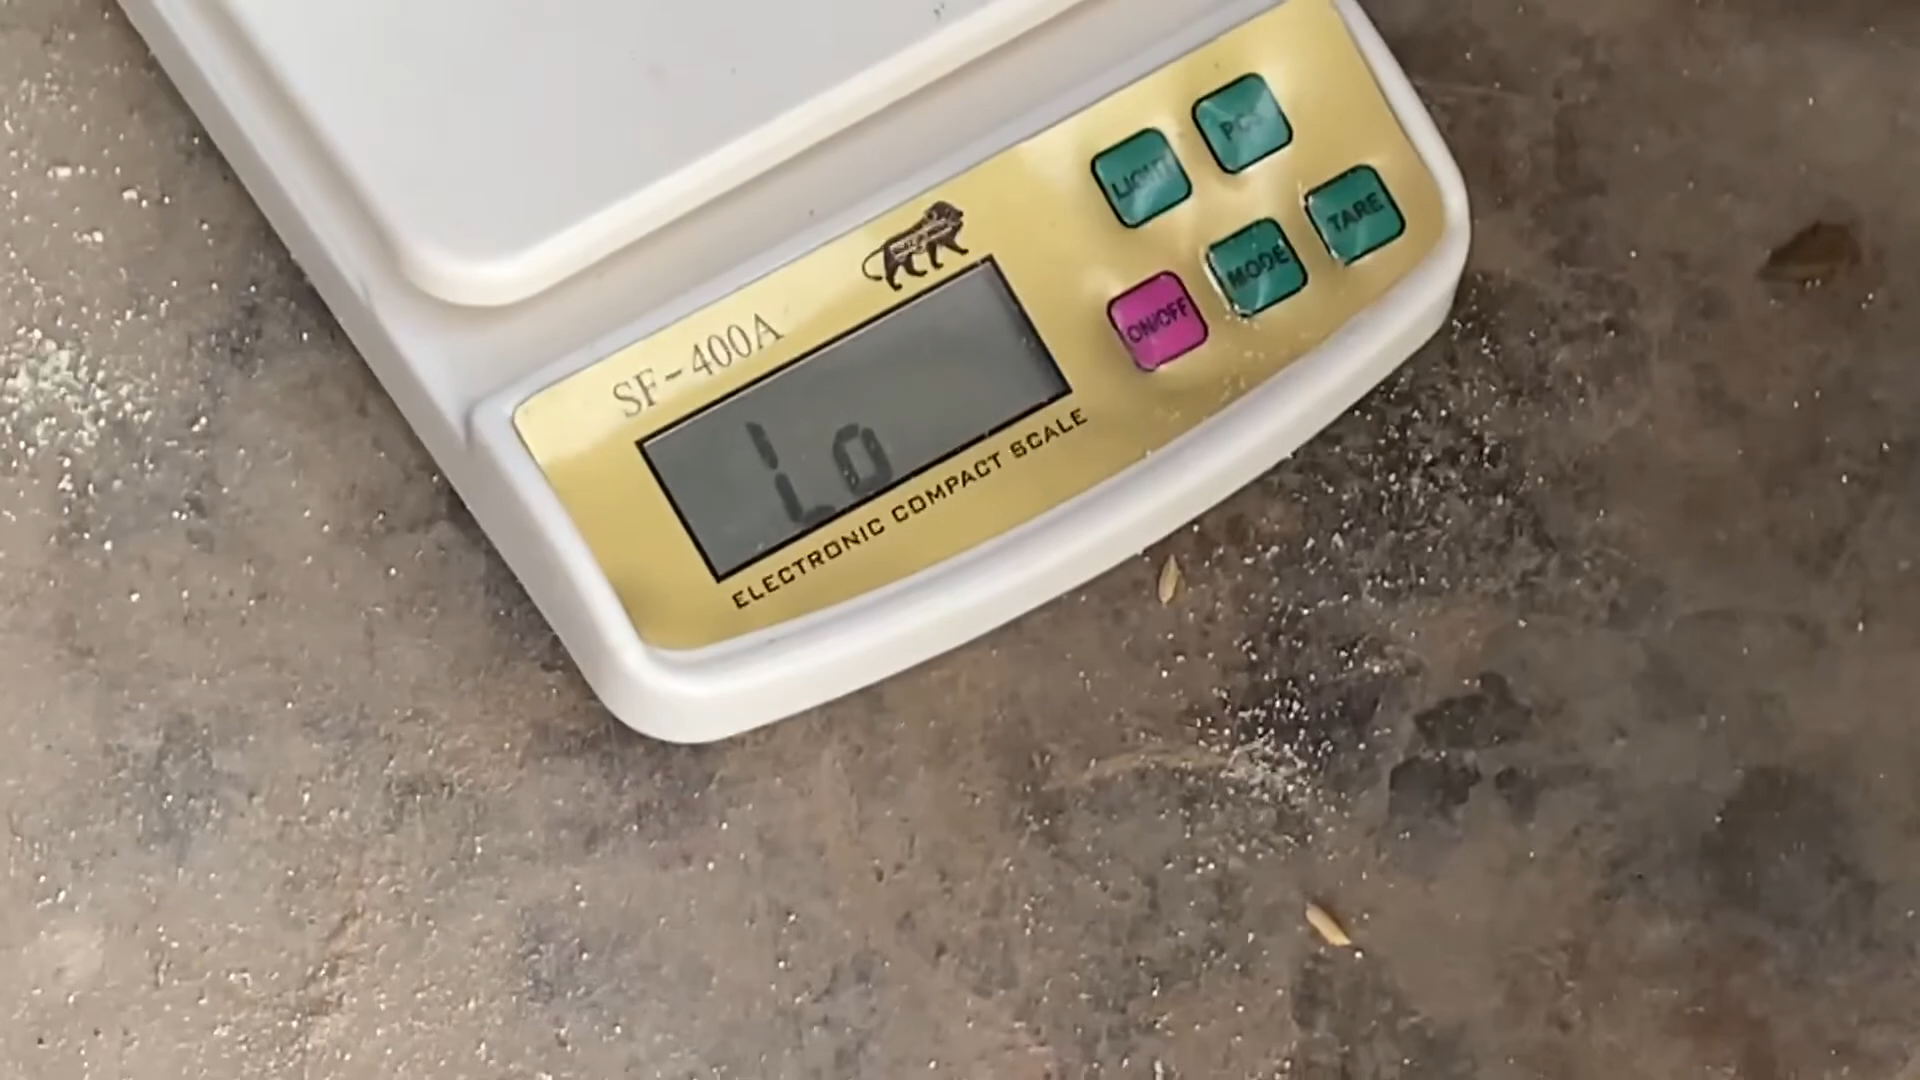 LIGHT
PCS
TARE
MODE
ON/OFF
SF-400A
Lo
ELECTRONIC COMPACT SCALE